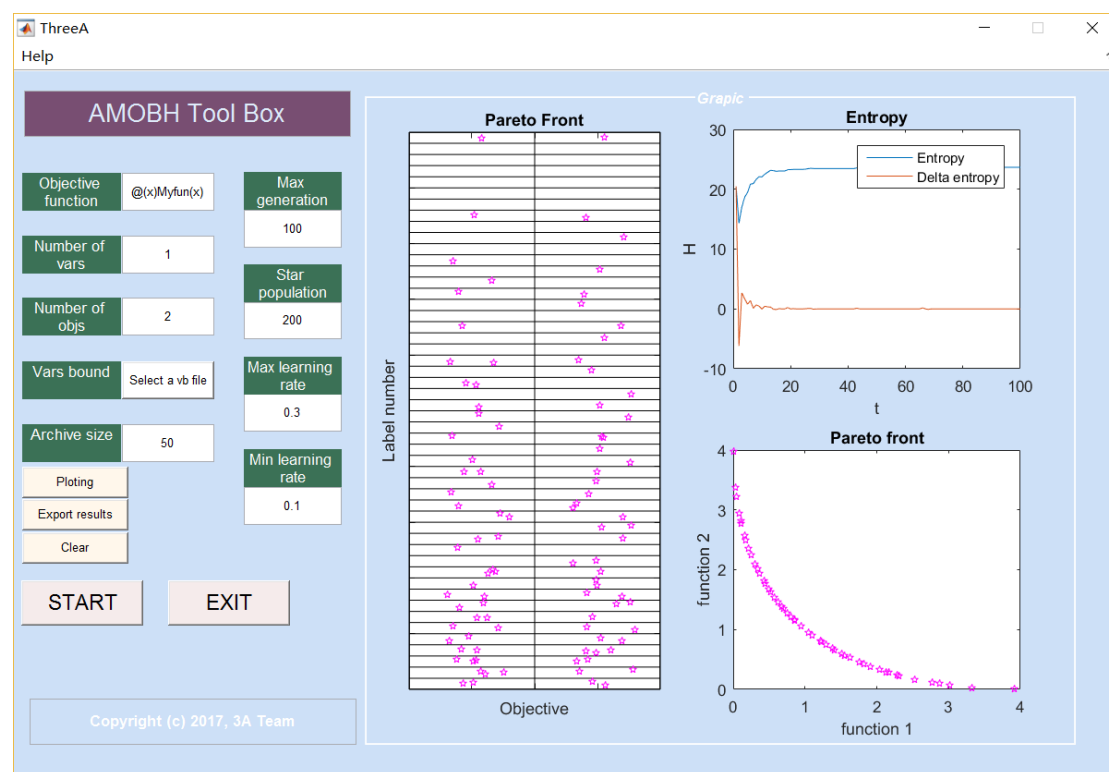 ThreeA
Help
AMOBH Tool Box
Objective
function
@(x)Myfun(x)
Number of
vars
1
Number of
objs
2
Vars bound
Select a vb file
Archive size
50
Ploting
Export results
Clear
START
EXIT
Max
generation
100
Star
population
200
Max learning
rate
0.3
Min learning
rate
0.1
Copyright (c) 2017, 3A Team
Grapic
Pareto Front
Label number
Objective
Entropy
30
20
10
0
-10
H
Entropy
Delta entropy
0
20
40
60
80
100
t
Pareto front
4
3
2
1
0
function 2
0
1
2
3
4
function 1